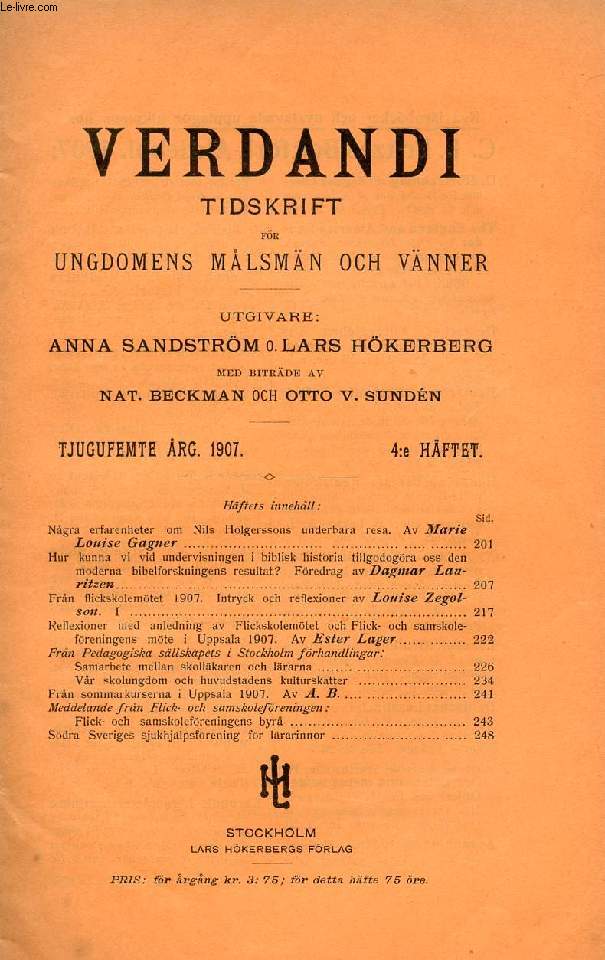 Le-livre.com
VERDANDI
TIDSKRIFT
FÖR
UNGDOMENS MÅLSMÄN OCH VÄNNER
UTGIVARE:
ANNA SANDSTRÖM O. LARS HÖKERBERG
MED BITRÄDE AV
NAT. BECKMAN OCH OTTO V. SUNDÉN
TJUGUFEMTE ÅRG. 1907. 4:e HÄFTET.
Häftets innehåll:
Sid.
Några erfarenheter om Nils Holgerssons underbara resa. Av Marie
Louise Gagner ........ 201
Hur kunna vi vid undervisningen i biblisk historia tillgodogöra oss den
moderna bibelforskningens resultat? Föredrag av Dagmar Lau-
ritzen ........ 207
Från flickskolemötet 1907. Intryck och reflexioner av Louise Zegol-
son. I ........ 217
Reflexioner med anledning av Flickskolemötet och Flick- och samskole-
föreningens möte i Uppsala 1907. Av Ester Lager ........ 222
Från Pedagogiska sällskapets i Stockholm förhandlingar:
Samarbete mellan skolläkaren och lärarna ........ 226
Vår skolungdom och huvudstadens kulturskatter ........ 234
Från sommarkurserna i Uppsala 1907. Av A. B. ........ 241
Meddelande från Flick- och samskoleföreningen:
Flick- och samskoleföreningens byrå ........ 243
Södra Sveriges sjukhjälpsförening för lärarinnor ........ 248
STOCKHOLM
LARS HÖKERBERGS FÖRLAG
PRIS: för årgång kr. 3:75; för detta häfte 75 öre.